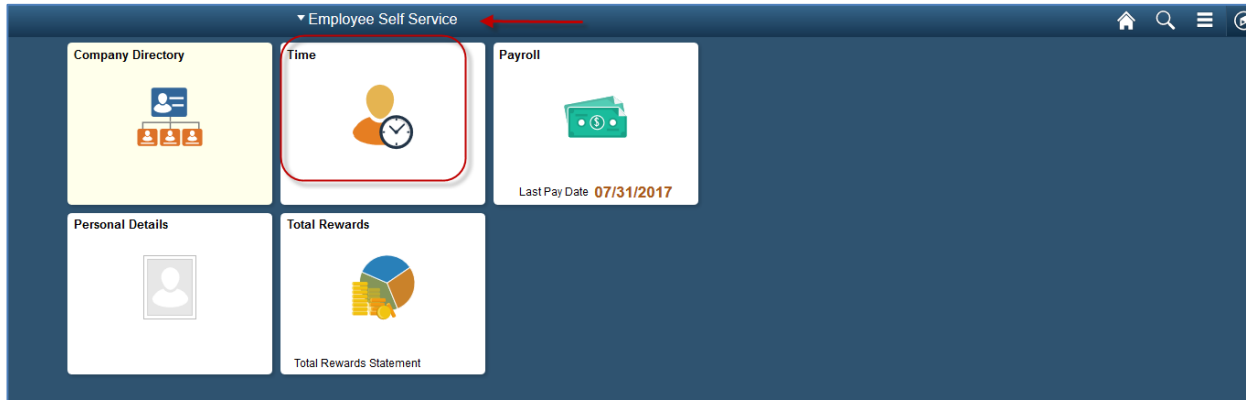 Employee Self Service
Company Directory
Time
Payroll
Last Pay Date 07/31/2017
Personal Details
Total Rewards
Total Rewards Statement